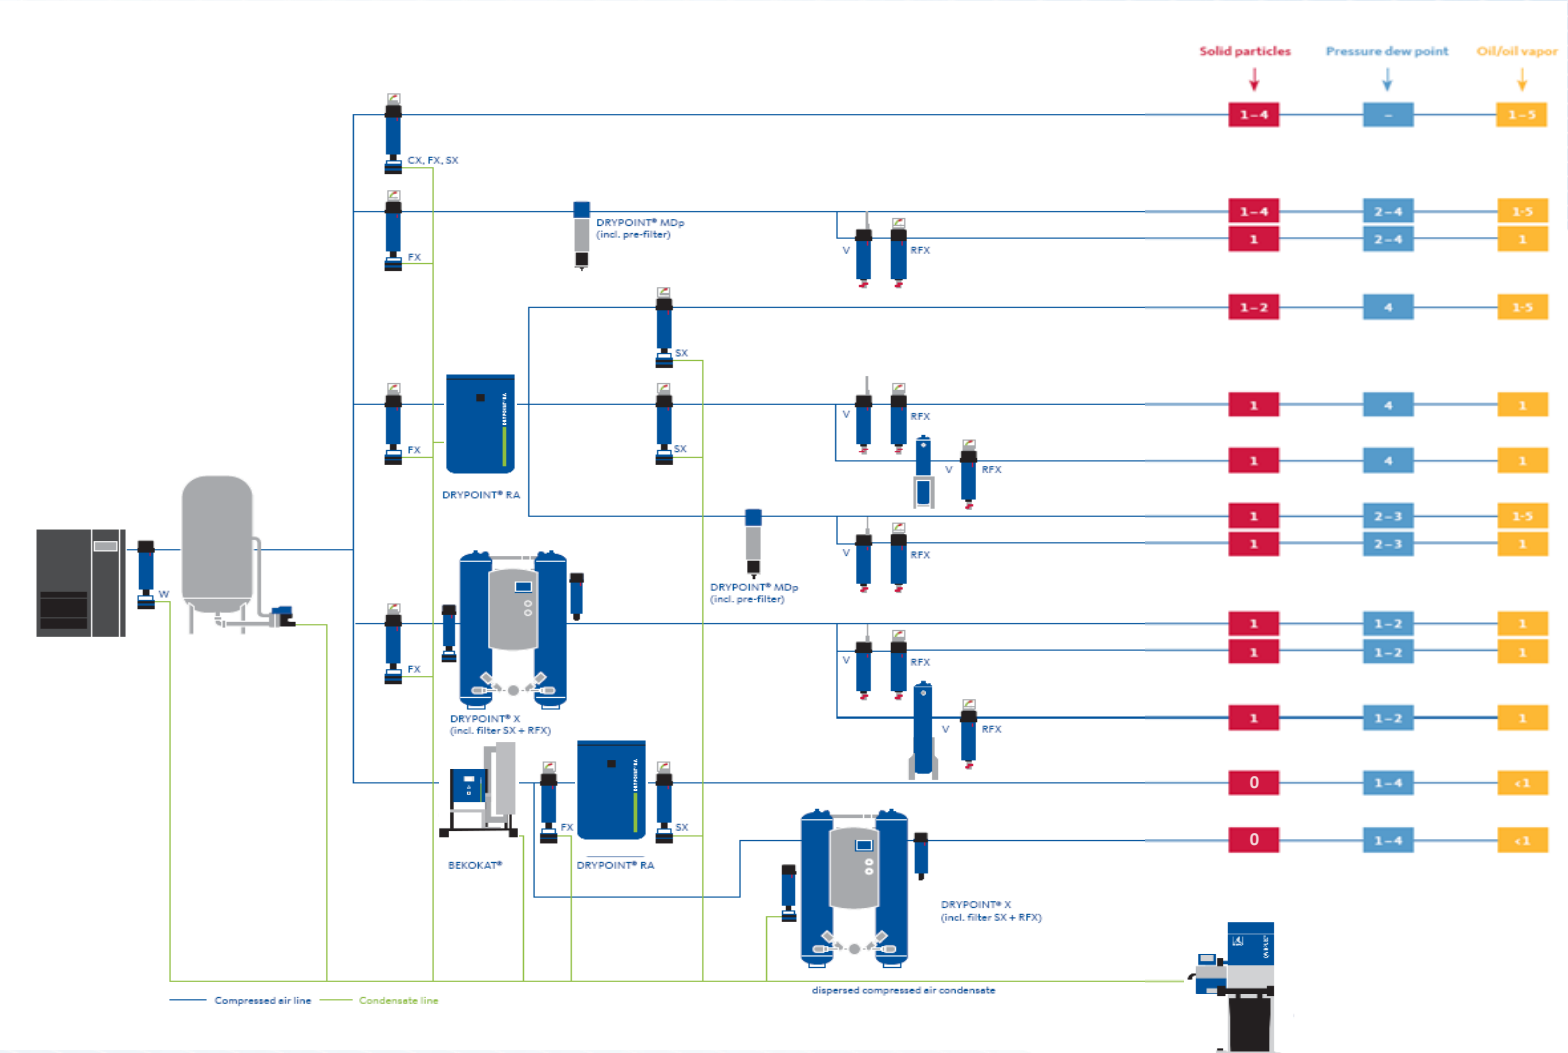 Solid particles Pressure dew point Oil/oil vapor
1–4 – 1–5
CX, FX, SX
1–4 2–4 1-5
DRYPOINT® MDp
(incl. pre-filter)
V RFX
1 2–4 1
FX
1–2 4 1-5
SX
1 4 1
V RFX
FX
SX
DRYPOINT® RA
1 4 1
V RFX
DRYPOINT® RA
1 2–3 1-5
1 2–3 1
V RFX
DRYPOINT® MDp
(incl. pre-filter)
W
1 1–2 1
1 1–2 1
V RFX
FX
DRYPOINT® X
(incl. filter SX + RFX)
1 1–2 1
V RFX
0 1–4 <1
DRYPOINT® RA
FX SX
BEKOKAT® DRYPOINT® RA
0 1–4 <1
DRYPOINT® X
(incl. filter SX + RFX)
dispersed compressed air condensate
Compressed air line Condensate line